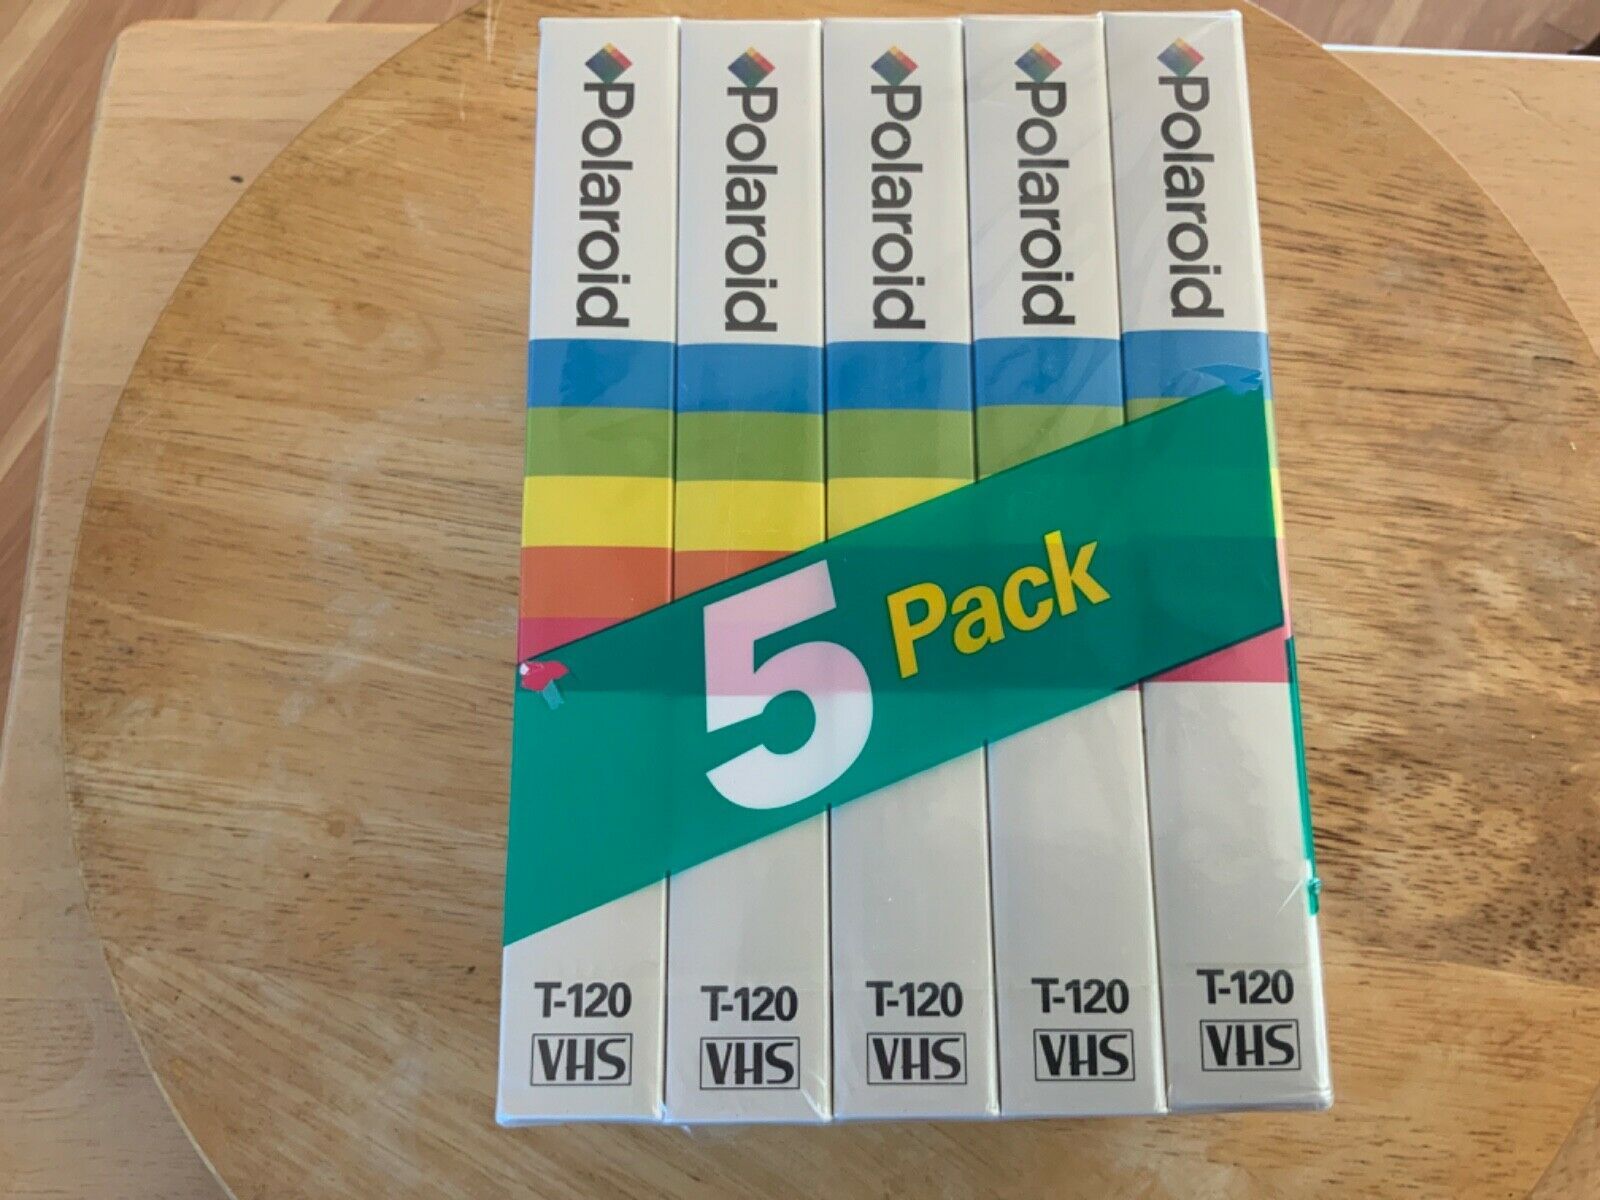 Polaroid
Polaroid
Polaroid
Polaroid
Polaroid
5 Pack
T-120
VHS
T-120
VHS
T-120
VHS
T-120
VHS
T-120
VHS